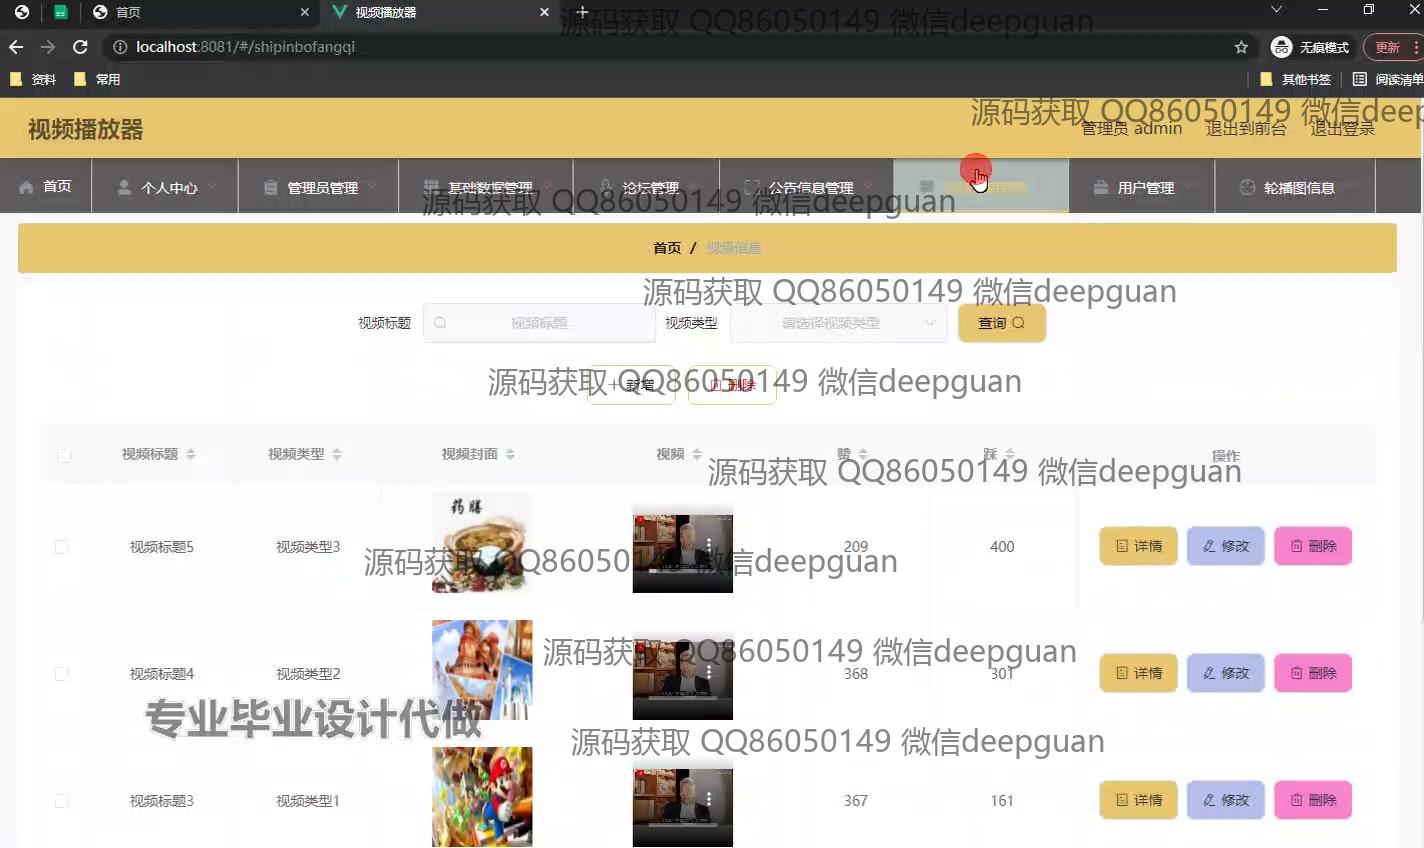 首页
视频播放器
源码获取 QQ86050149 微信deepguan
localhost:8081/#/shipinbofangqi
无痕模式
更新
资料
常用
其他书签
阅读清单
视频播放器
源码获取 QQ86050149 微信deep
管理员 admin
退出到前台
退出登录
首页
个人中心
管理员管理
基础数据管理
论坛管理
公告信息管理
用户管理
轮播图信息
源码获取 QQ86050149 微信deepguan
首页 / 视频信息
源码获取 QQ86050149 微信deepguan
视频标题
视频标题
视频类型
请选择视频类型
查询
源码获取 QQ86050149 微信deepguan
+ 新增
删除
视频标题
视频类型
视频封面
视频
赞
踩
操作
源码获取 QQ86050149 微信deepguan
药膳
视频标题5
视频类型3
209
400
详情
修改
删除
源码获取 QQ86050149 微信deepguan
视频标题4
视频类型2
368
301
详情
修改
删除
源码获取 QQ86050149 微信deepguan
专业毕业设计代做
源码获取 QQ86050149 微信deepguan
视频标题3
视频类型1
367
161
详情
修改
删除